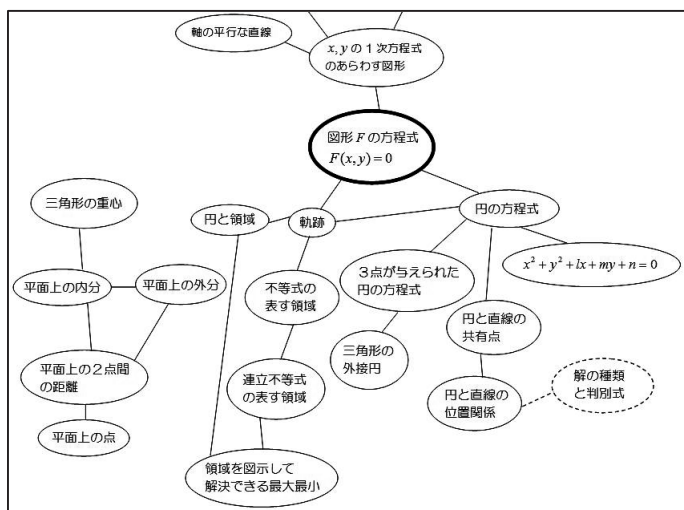 軸の平行な直線
x, yの1次方程式
のあらわす図形
図形Fの方程式
F(x, y)=0
三角形の重心
円と領域
軌跡
円の方程式
平面上の内分
平面上の外分
不等式の
表す領域
3点が与えられた
円の方程式
x²+y²+lx+my+n=0
円と直線の
共有点
平面上の2点間
の距離
連立不等式
の表す領域
三角形の
外接円
円と直線の
位置関係
解の種類
と判別式
平面上の点
領域を図示して
解決できる最大最小